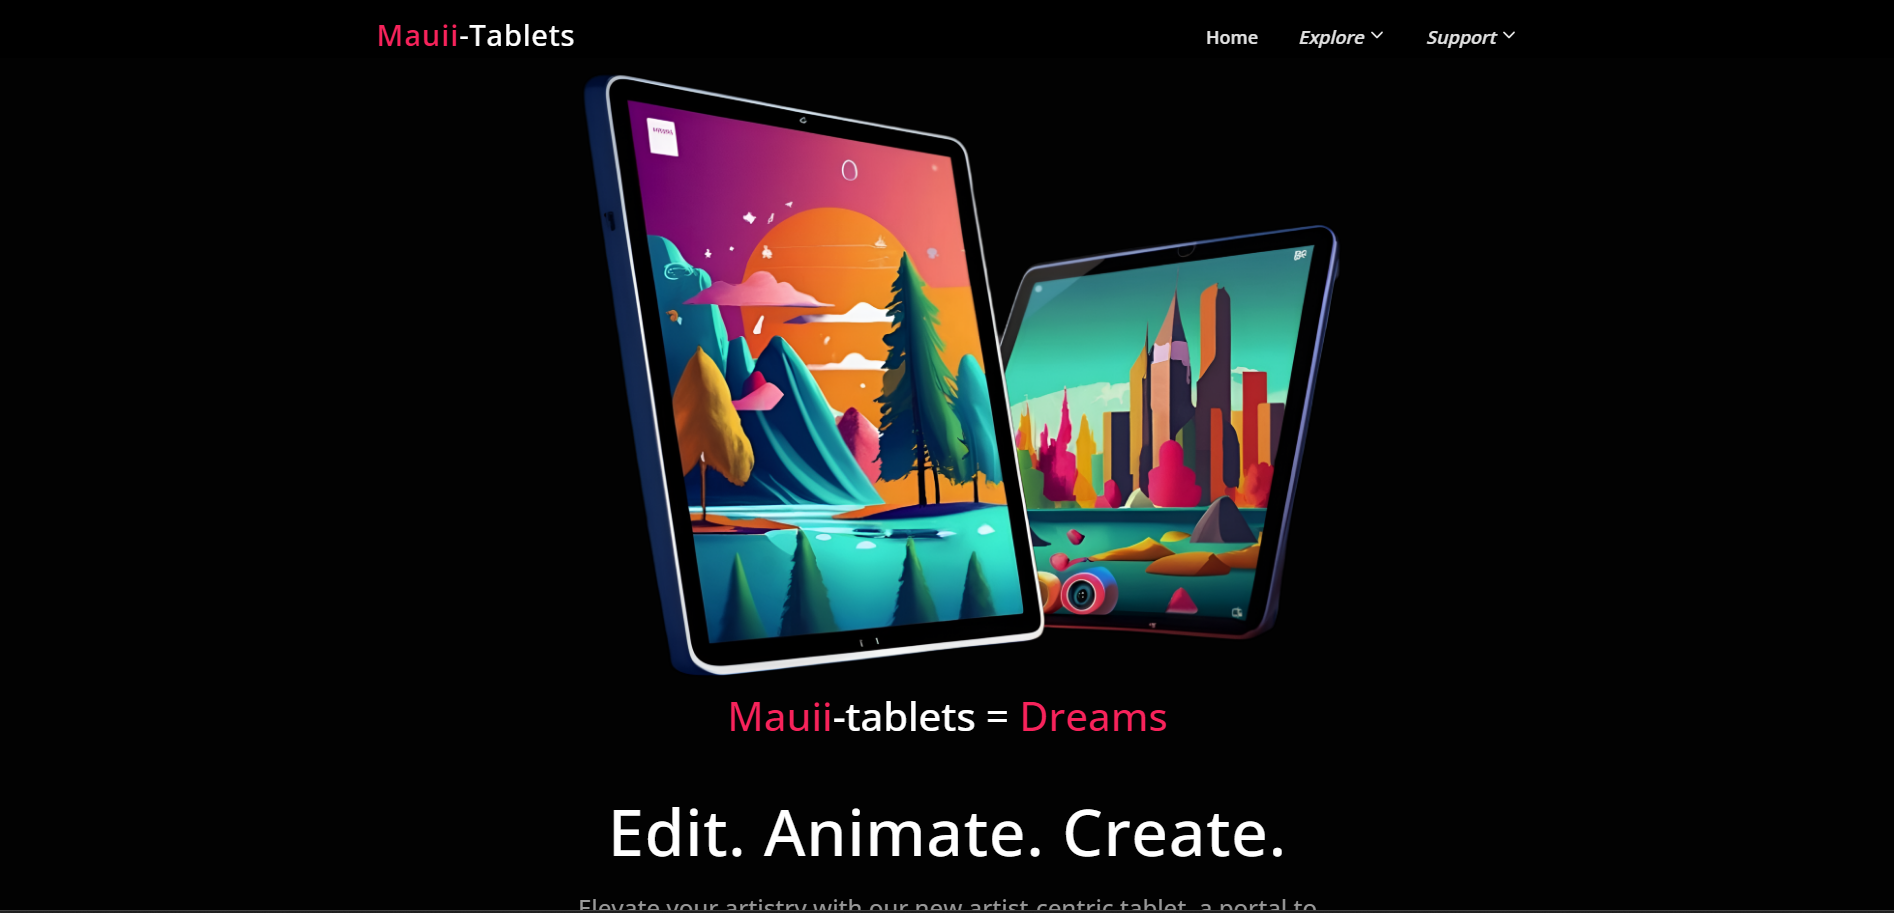 Mauii-Tablets
Home Explore Support
Mauii-tablets = Dreams
Edit. Animate. Create.
Elevate your artistry with our new artist-centric tablet, a portal to